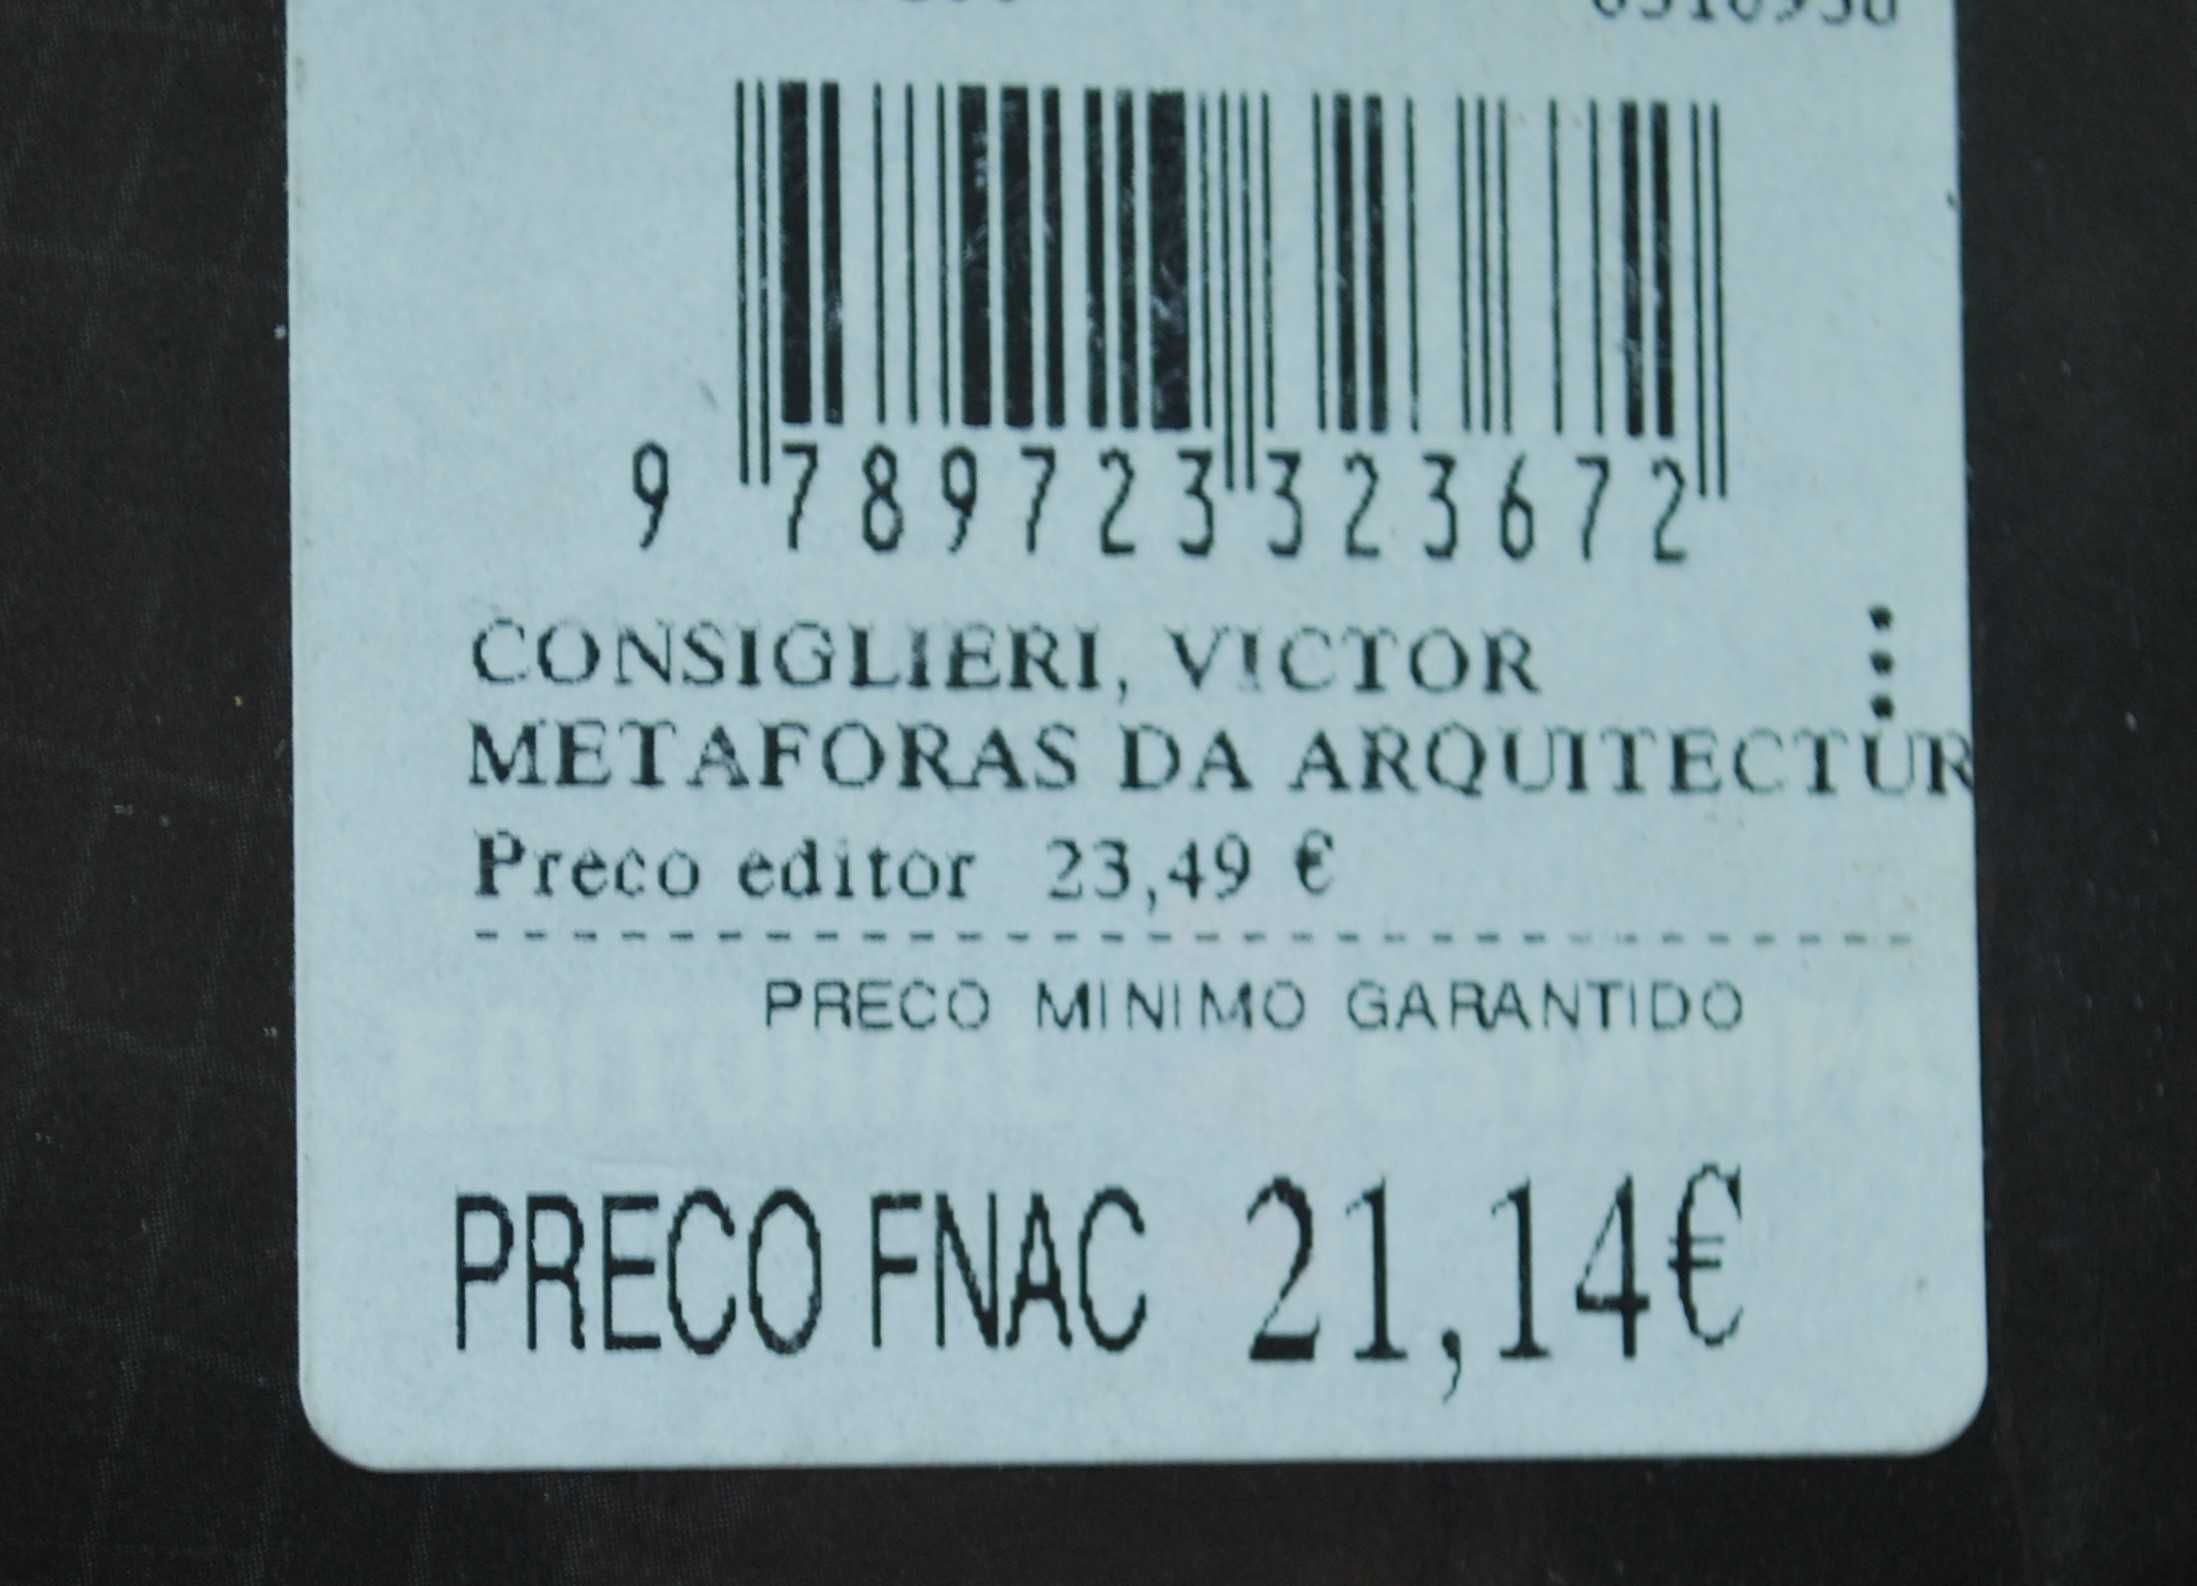 9 789723 323672
CONSIGLIERI, VICTOR
METAFORAS DA ARQUITECTUR
Preco editor 23,49 €
PRECO MINIMO GARANTIDO
PRECO FNAC 21,14€